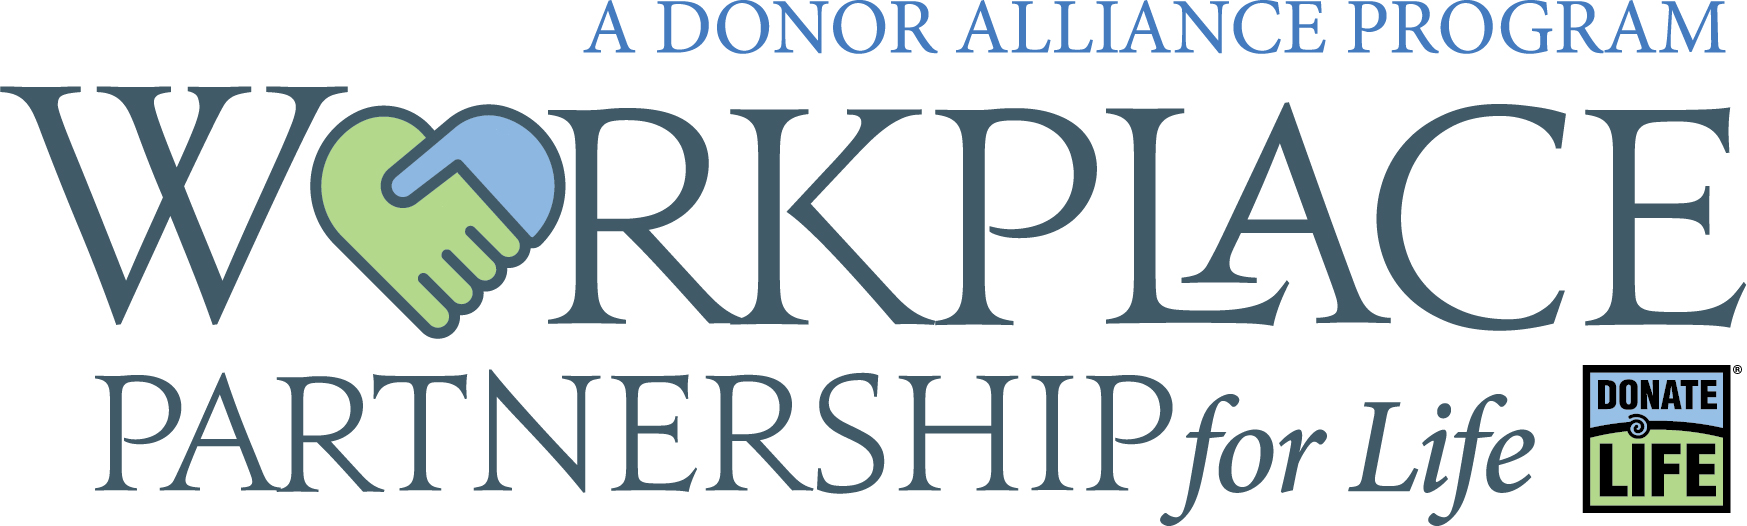 A DONOR ALLIANCE PROGRAM
WORKPLACE
PARTNERSHIP for Life
DONATE
LIFE
®